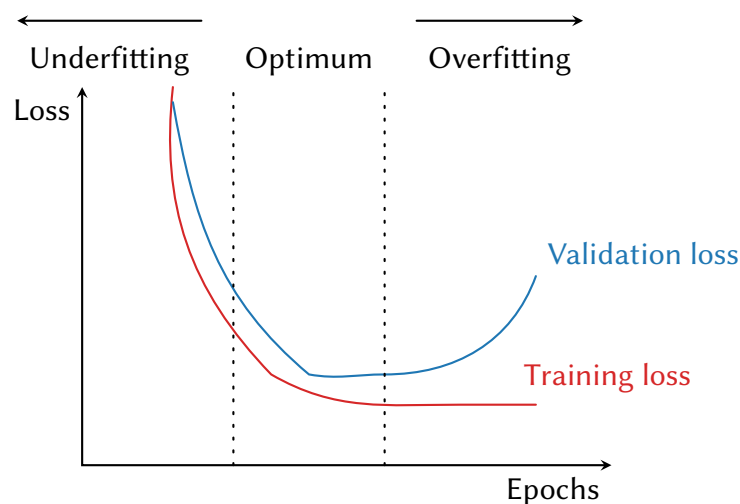 Underfitting
Optimum
Overfitting
Loss
Validation loss
Training loss
Epochs